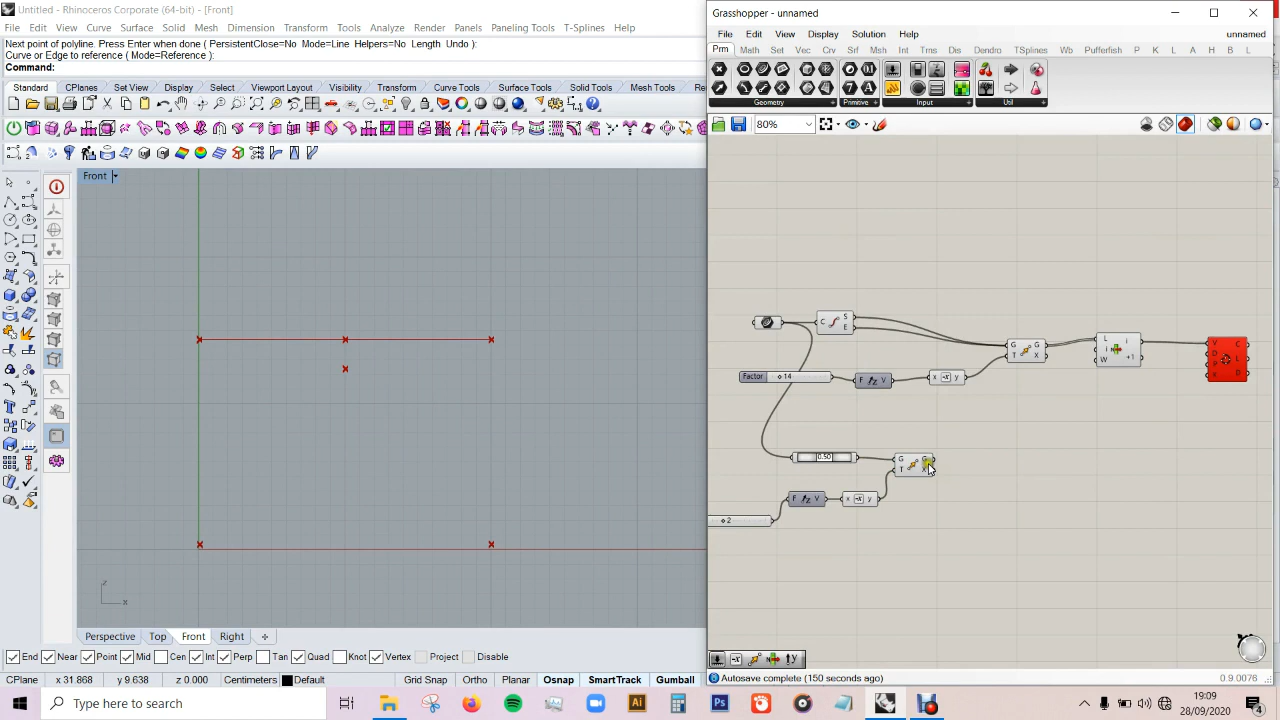 Untitled - Rhinoceros Corporate (64-bit) - [Front]
File Edit View Curve Surface Solid Mesh Dimension Transform Tools Analyze Render Panels Paneling Tools T-Splines
Next point of polyline. Press Enter when done ( PersistentClose=No Mode=Line Helpers=No Length Undo ):
Curve or Edge to reference ( Mode=Reference ):
Command:
Standard CPlanes Set View Display Select Viewport Layout Visibility Transform Curve Tools Surface Tools Solid Tools Mesh Tools Re
Front
z
x
Perspective Top Front Right
End Near Point Mid Cen Int Perp Tan Quad Knot Vertex Project Disable
CPlane x 31.868 y 9.638 z 0.000 Centimeters Default Grid Snap Ortho Planar Osnap SmartTrack Gumball
Grasshopper - unnamed
File Edit View Display Solution Help unnamed
Prm Math Set Vec Crv Srf Msh Int Trns Dis Dendro TSplines Wb Pufferfish P K L A H B L
Geometry Primitive Input Util
80%
C S E
G T G X
L i W i +1
V D P K C L D
Factor 14
F V
x y
0.50
G T G X
F V
x y
2
Autosave complete (150 seconds ago)
0.9.0076
Type here to search
19:09
28/09/2020
4